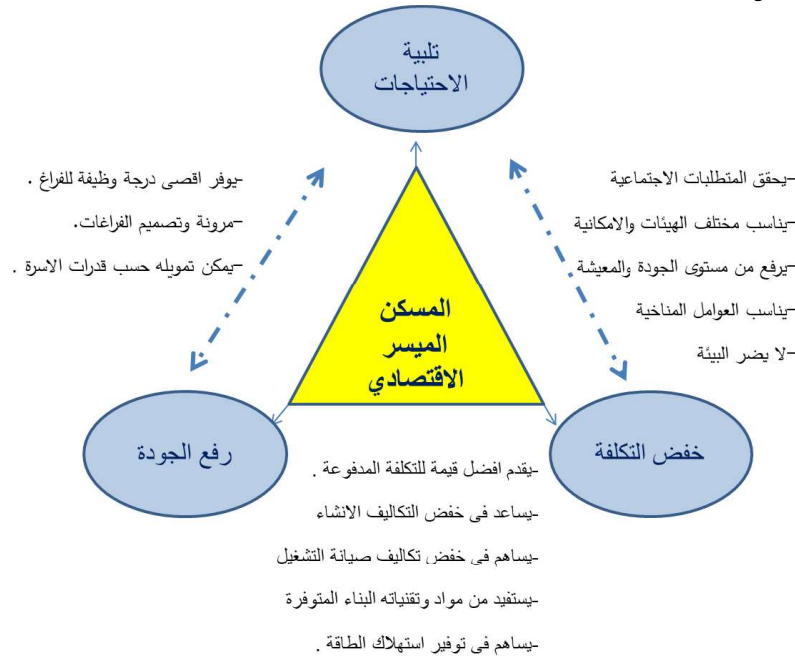 تلبية
الاحتياجات
-يحقق المتطلبات الاجتماعية
-يناسب مختلف الهيئات والامكانية
-يرفع من مستوى الجودة والمعيشة
-يناسب العوامل المناخية
-لا يضر البيئة
-يوفر اقصى درجة وظيفة للفراغ .
-مرونة وتصميم الفراغات.
-يمكن تمويله حسب قدرات الاسرة .
المسكن
الميسر
الاقتصادي
خفض التكلفة
رفع الجودة
-يقدم افضل قيمة للتكلفة المدفوعة .
-يساعد فى خفض التكاليف الانشاء
-يساهم فى خفض تكاليف صيانة التشغيل
-يستفيد من مواد وتقنياته البناء المتوفرة
-يساهم فى توفير استهلاك الطاقة .